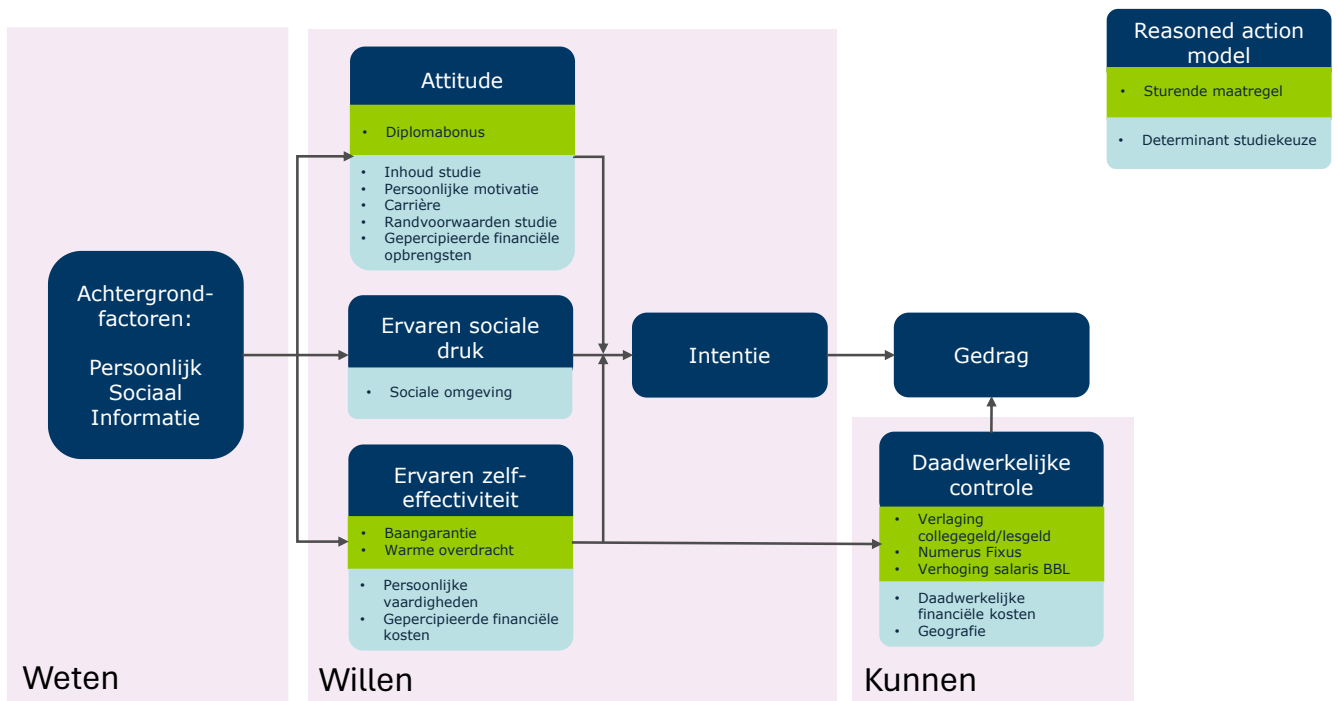 Reasoned action
model
• Sturende maatregel
• Determinant studiekeuze
Achtergrond-
factoren:
Persoonlijk
Sociaal
Informatie
Weten
Attitude
• Diplomabonus
• Inhoud studie
• Persoonlijke motivatie
• Carrière
• Randvoorwaarden studie
• Gepercipieerde financiële
opbrengsten
Ervaren sociale
druk
• Sociale omgeving
Ervaren zelf-
effectiviteit
• Baangarantie
• Warme overdracht
• Persoonlijke
vaardigheden
• Gepercipieerde financiële
kosten
Intentie
Willen
Gedrag
Daadwerkelijke
controle
• Verlaging
collegegeld/lesgeld
• Numerus Fixus
• Verhoging salaris BBL
• Daadwerkelijke
financiële kosten
• Geografie
Kunnen